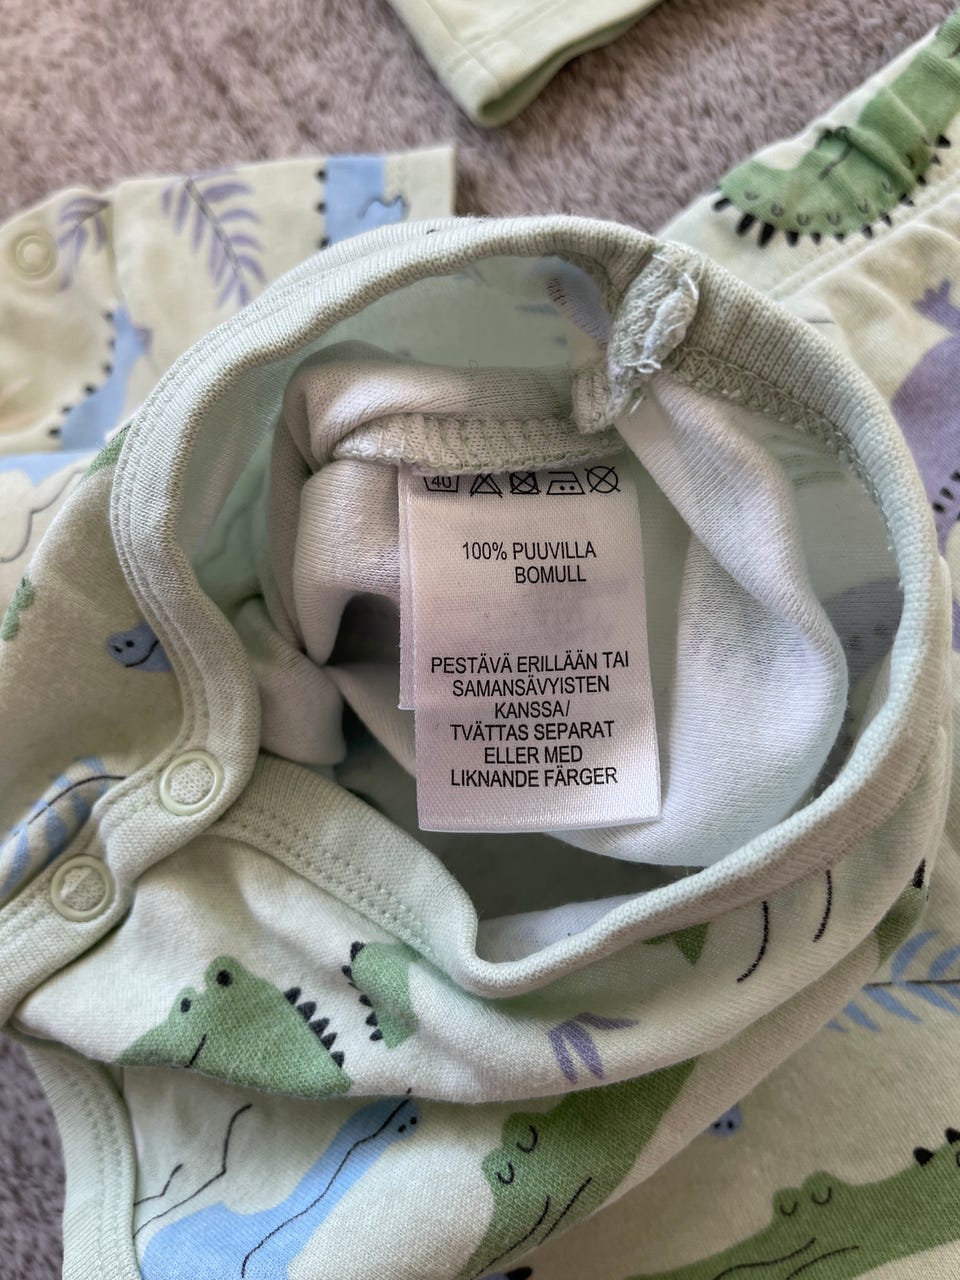 40
100% PUUVILLA
BOMULL
PESTÄVÄ ERILLÄÄN TAI
SAMANSÄVYISTEN
KANSSA/
TVÄTTAS SEPARAT
ELLER MED
LIKNANDE FÄRGER